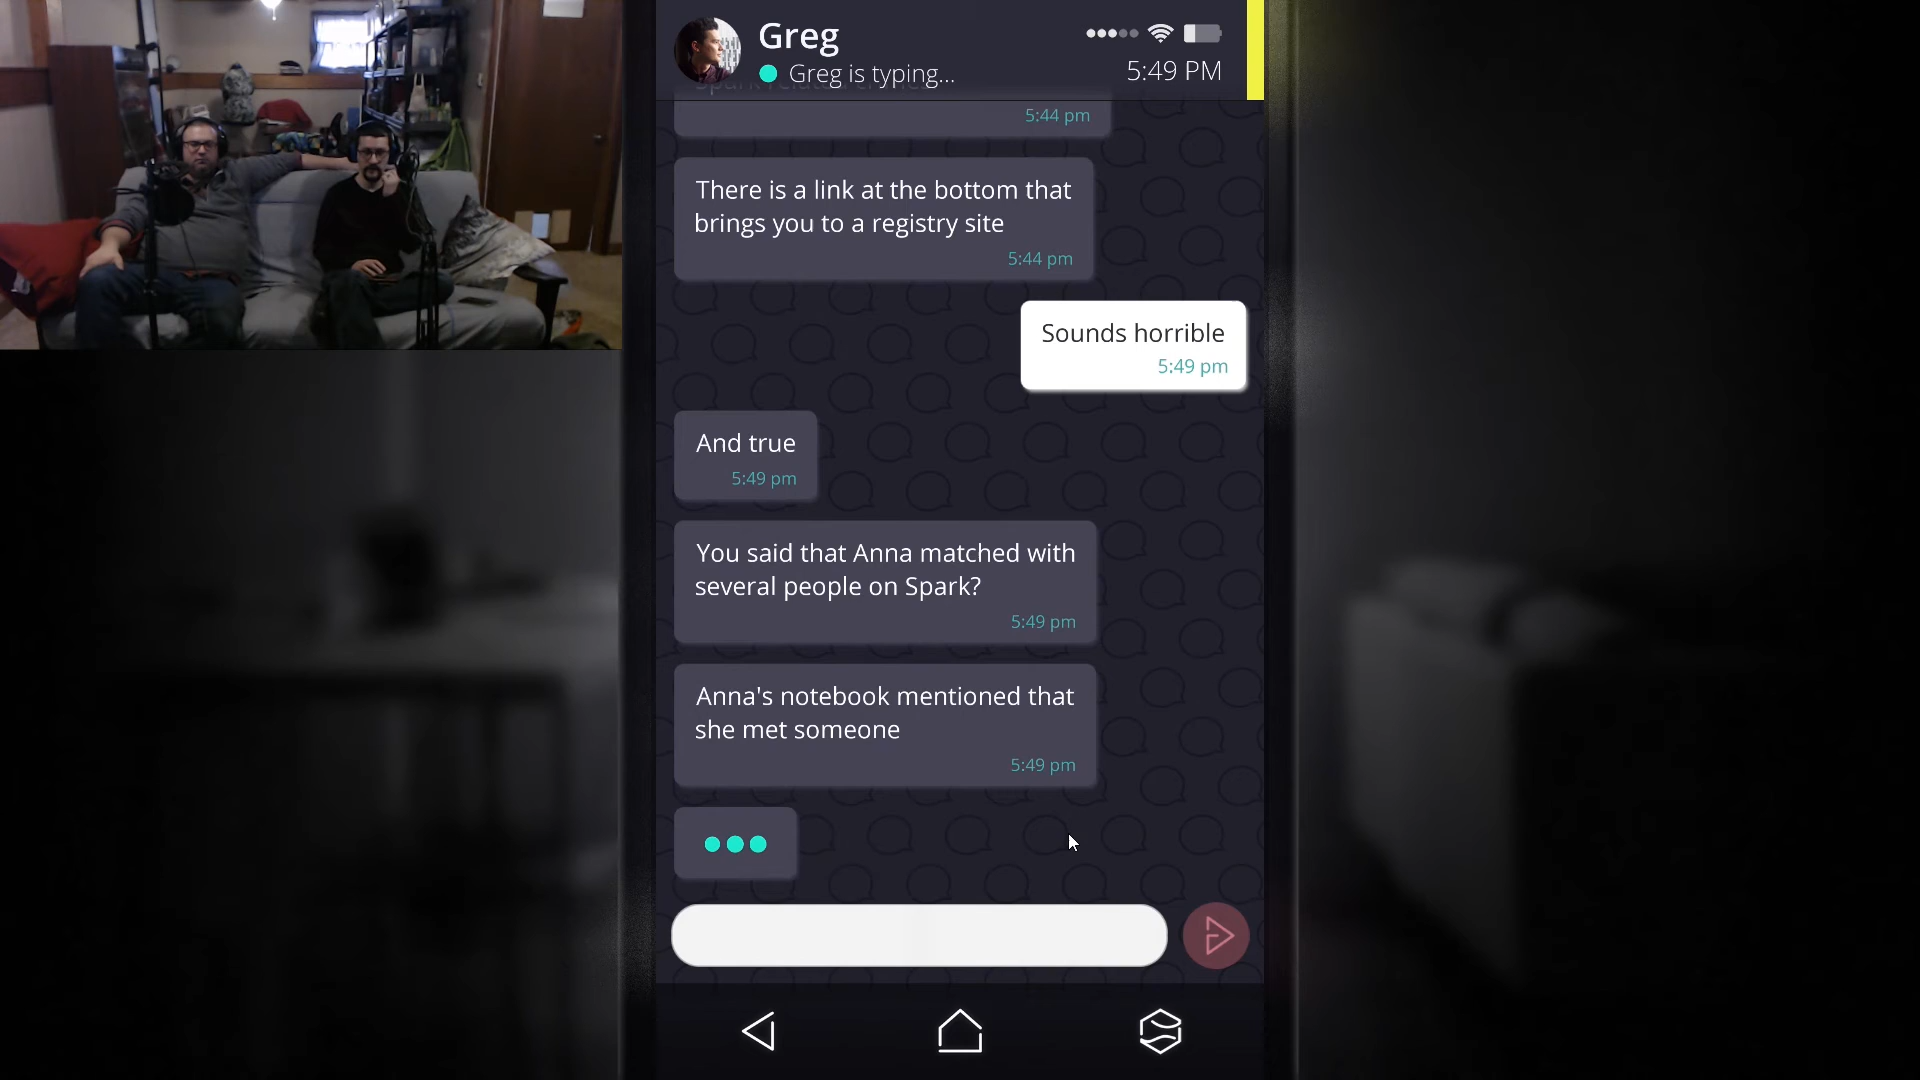 Greg
Greg is typing...
5:49 PM
5:44 pm
There is a link at the bottom that
brings you to a registry site
5:44 pm
Sounds horrible
5:49 pm
And true
5:49 pm
You said that Anna matched with
several people on Spark?
5:49 pm
Anna's notebook mentioned that
she met someone
5:49 pm